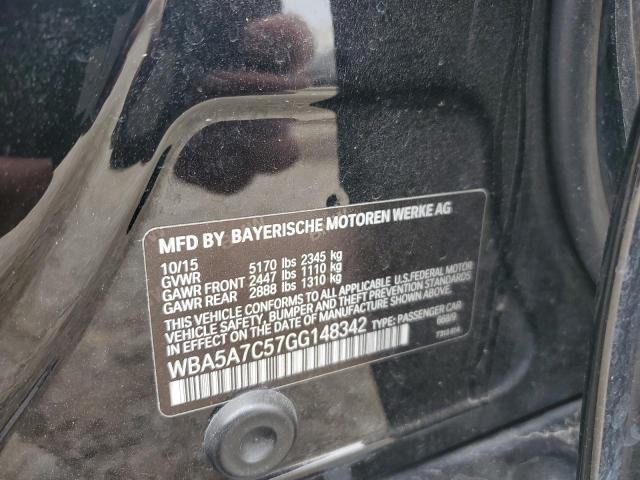 MFD BY BAYERISCHE MOTOREN WERKE AG
10/15
GVWR 5170 lbs 2345 kg
GAWR FRONT 2447 lbs 1110 kg
GAWR REAR 2888 lbs 1310 kg
THIS VEHICLE CONFORMS TO ALL APPLICABLE U.S.FEDERAL MOTOR
VEHICLE SAFETY, BUMPER AND THEFT PREVENTION STANDARDS
IN EFFECT ON THE DATE OF MANUFACTURE SHOWN ABOVE.
WBA5A7C57GG148342 TYPE: PASSENGER CAR
668/9